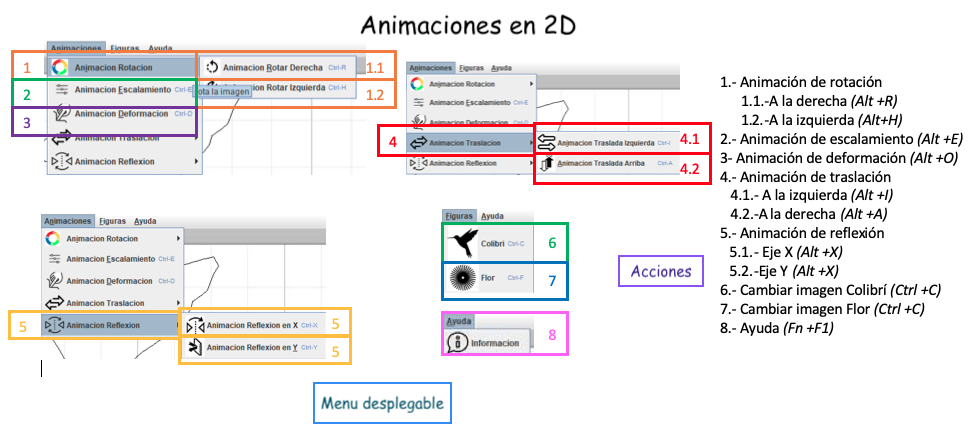 Animaciones en 2D
Animaciones Figuras Ayuda
1 Animacion Rotacion Animacion Rotar Derecha Ctrl-R 1.1
2 Animacion Escalamiento Ctrl-E ota la imagen Animacion Rotar Izquierda Ctrl-H 1.2
3 Animacion Deformacion Ctrl-D
Animacion Traslacion
Animacion Reflexion
Animaciones Figuras Ayuda
Animacion Rotacion
Animacion Escalamiento Ctrl-E
Animacion Deformacion Ctrl-D
4 Animacion Traslacion Animacion Traslada Izquierda Ctrl-I 4.1
Animacion Reflexion Animacion Traslada Arriba Ctrl-A 4.2
Animaciones Figuras Ayuda
Animacion Rotacion
Animacion Escalamiento Ctrl-E
Animacion Deformacion Ctrl-D
Animacion Traslacion
5 Animacion Reflexion Animacion Reflexion en X Ctrl-X 5
Animacion Reflexion en Y Ctrl-Y 5
Figuras Ayuda
Colibri Ctrl-C 6
Flor Ctrl-F 7
Ayuda
Informacion 8
Acciones
Menu desplegable
1.- Animación de rotación
1.1.-A la derecha (Alt +R)
1.2.-A la izquierda (Alt+H)
2.- Animación de escalamiento (Alt +E)
3- Animación de deformación (Alt +O)
4.- Animación de traslación
4.1.- A la izquierda (Alt +I)
4.2.-A la derecha (Alt +A)
5.- Animación de reflexión
5.1.- Eje X (Alt +X)
5.2.-Eje Y (Alt +X)
6.- Cambiar imagen Colibrí (Ctrl +C)
7.- Cambiar imagen Flor (Ctrl +C)
8.- Ayuda (Fn +F1)